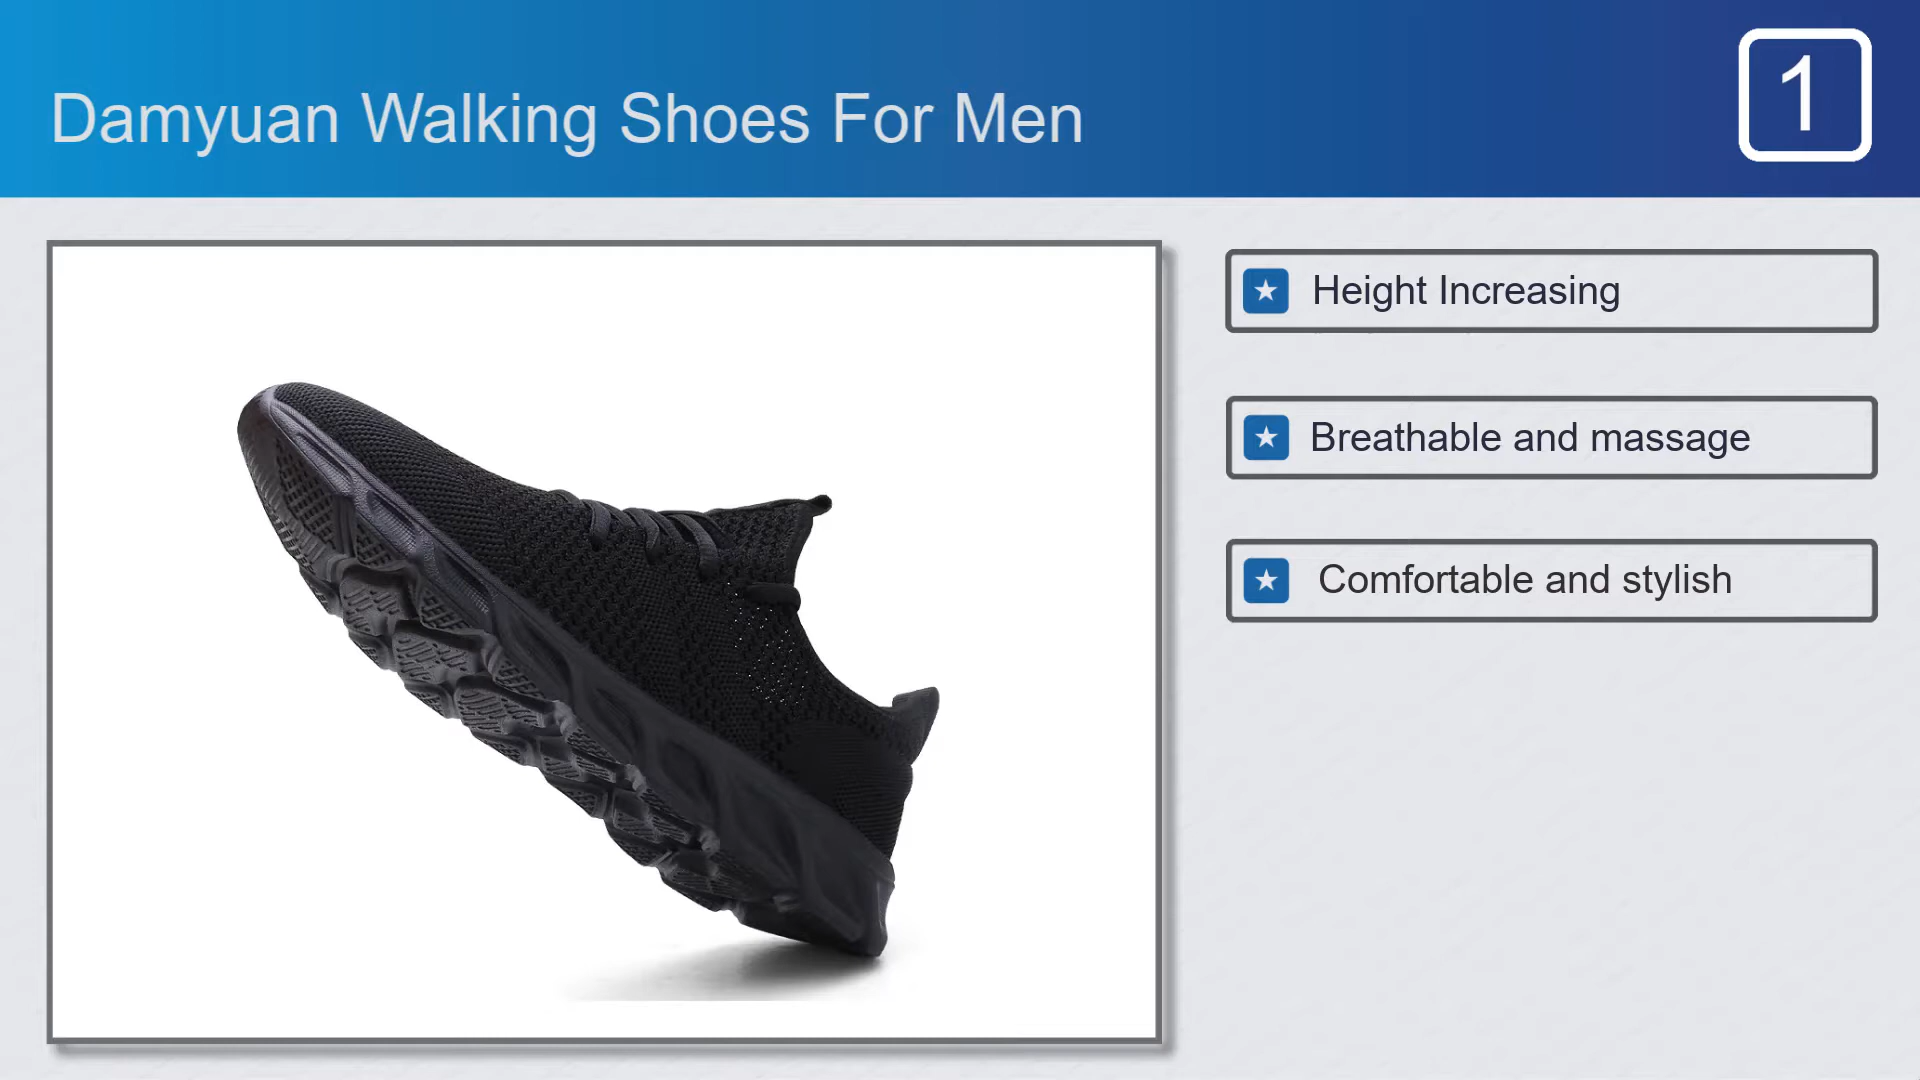 Damyuan Walking Shoes For Men
1
Height Increasing
Breathable and massage
Comfortable and stylish